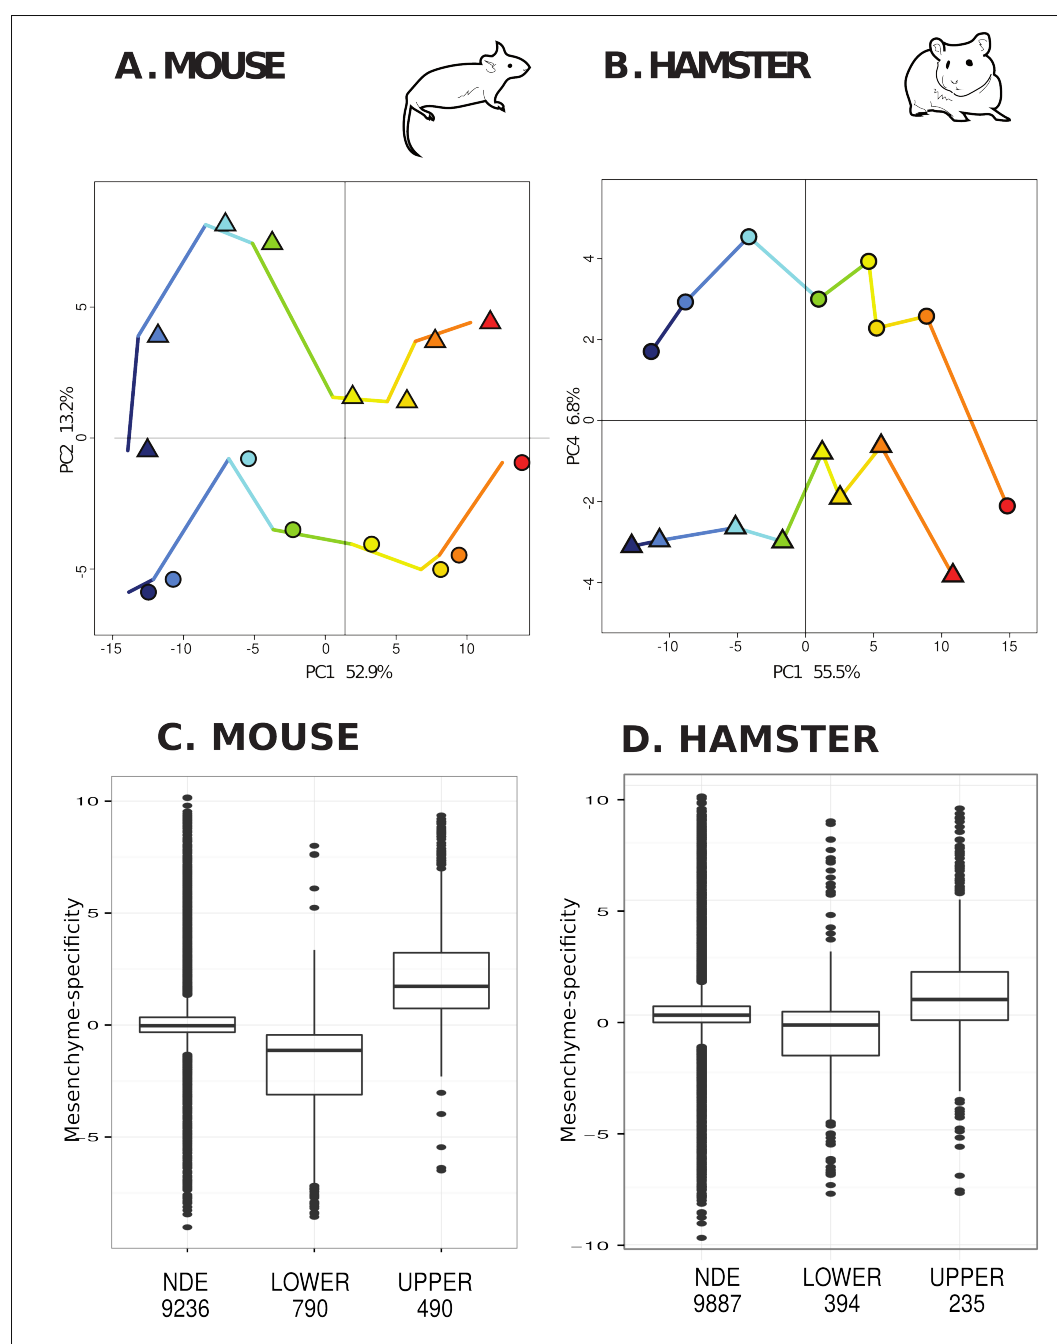 A. MOUSE
B. HAMSTER
PC2 13.2%
5
0
-5
-15
-10
-5
0
5
10
PC1 52.9%
PC4 6.8%
4
2
0
-2
-4
-10
-5
0
5
10
15
PC1 55.5%
C. MOUSE
D. HAMSTER
Mesenchyme-specificity
10
5
0
-5
NDE
LOWER
UPPER
9236
790
490
Mesenchyme-specificity
10
5
0
-5
-10
NDE
LOWER
UPPER
9887
394
235